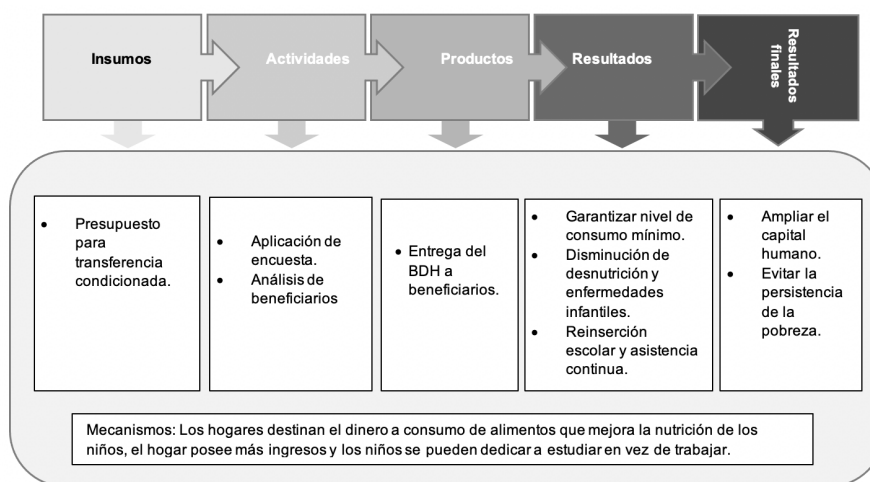 Insumos
Actividades
Productos
Resultados
Resultados
finales
• Presupuesto
para
transferencia
condicionada.
• Aplicación de
encuesta.
• Análisis de
beneficiarios
• Entrega del
BDH a
beneficiarios.
• Garantizar nivel de
consumo mínimo.
• Disminución de
desnutrición y
enfermedades
infantiles.
• Reinserción
escolar y asistencia
continua.
• Ampliar el
capital
humano.
• Evitar la
persistencia
de la
pobreza.
Mecanismos: Los hogares destinan el dinero a consumo de alimentos que mejora la nutrición de los
niños, el hogar posee más ingresos y los niños se pueden dedicar a estudiar en vez de trabajar.